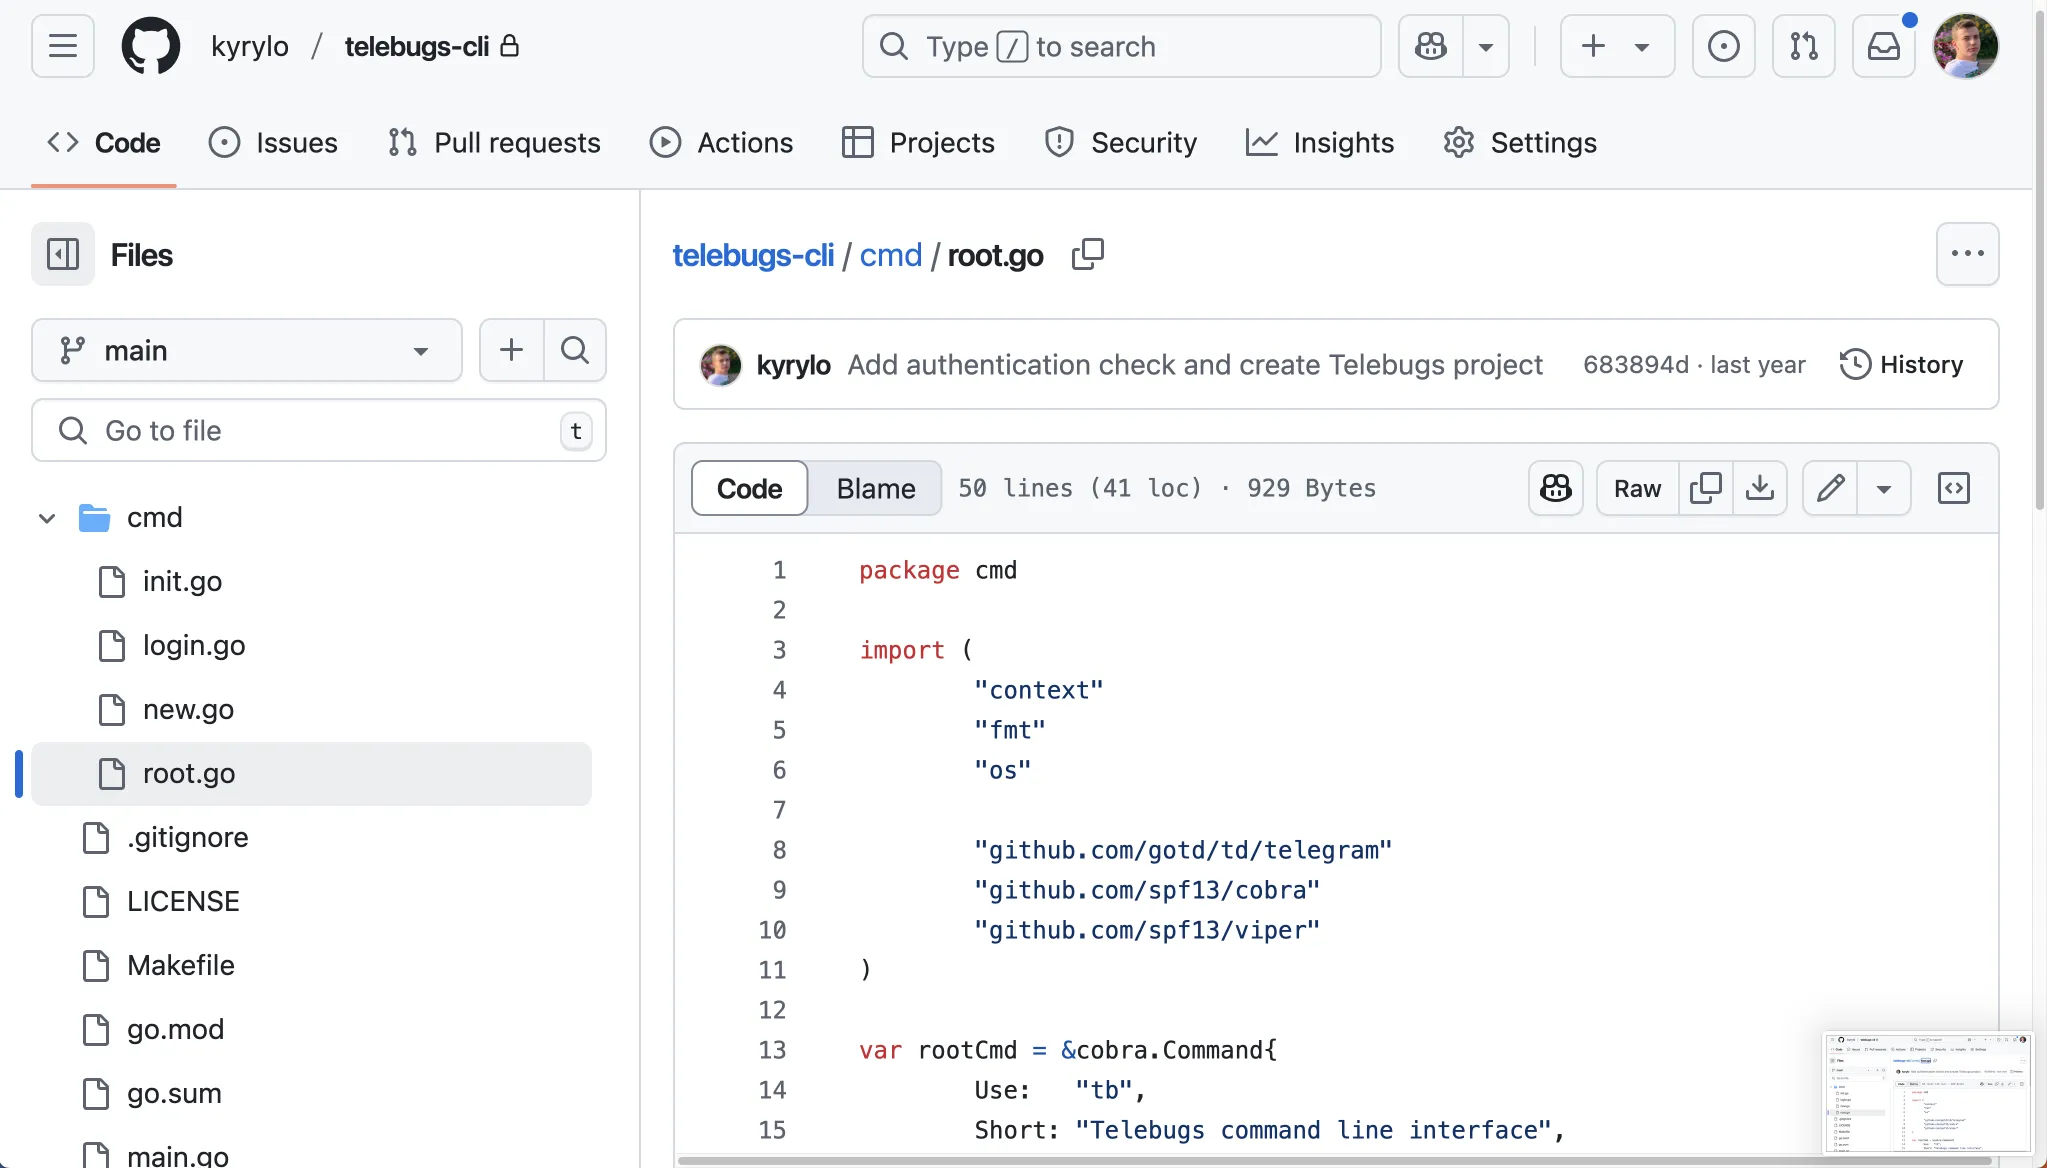 kyrylo / telebugs-cli
Type / to search
Code
Issues
Pull requests
Actions
Projects
Security
Insights
Settings
Files
main
Go to file
t
cmd
init.go
login.go
new.go
root.go
.gitignore
LICENSE
Makefile
go.mod
go.sum
main.go
telebugs-cli / cmd / root.go
kyrylo Add authentication check and create Telebugs project 683894d · last year History
Code Blame 50 lines (41 loc) · 929 Bytes Raw
1 package cmd
2
3 import (
4 "context"
5 "fmt"
6 "os"
7
8 "github.com/gotd/td/telegram"
9 "github.com/spf13/cobra"
10 "github.com/spf13/viper"
11 )
12
13 var rootCmd = &cobra.Command{
14 Use: "tb",
15 Short: "Telebugs command line interface",